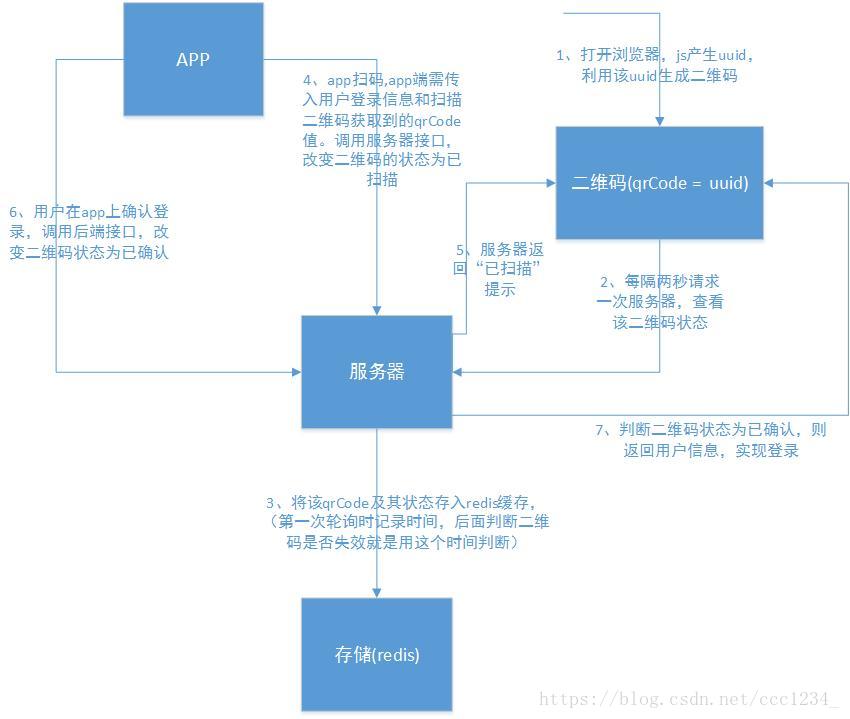 APP
4、app扫码,app端需传
入用户登录信息和扫描
二维码获取到的qrCode
值。调用服务器接口，
改变二维码的状态为已
扫描
1、打开浏览器，js产生uuid，
利用该uuid生成二维码
二维码(qrCode = uuid)
6、用户在app上确认登
录，调用后端接口，改
变二维码状态为已确认
5、服务器返
回“已扫描”
提示
2、每隔两秒请求
一次服务器，查看
该二维码状态
服务器
7、判断二维码状态为已确认，则
返回用户信息，实现登录
3、将该qrCode及其状态存入redis缓存，
（第一次轮询时记录时间，后面判断二维
码是否失效就是用这个时间判断）
存储(redis)
https://blog.csdn.net/ccc1234_